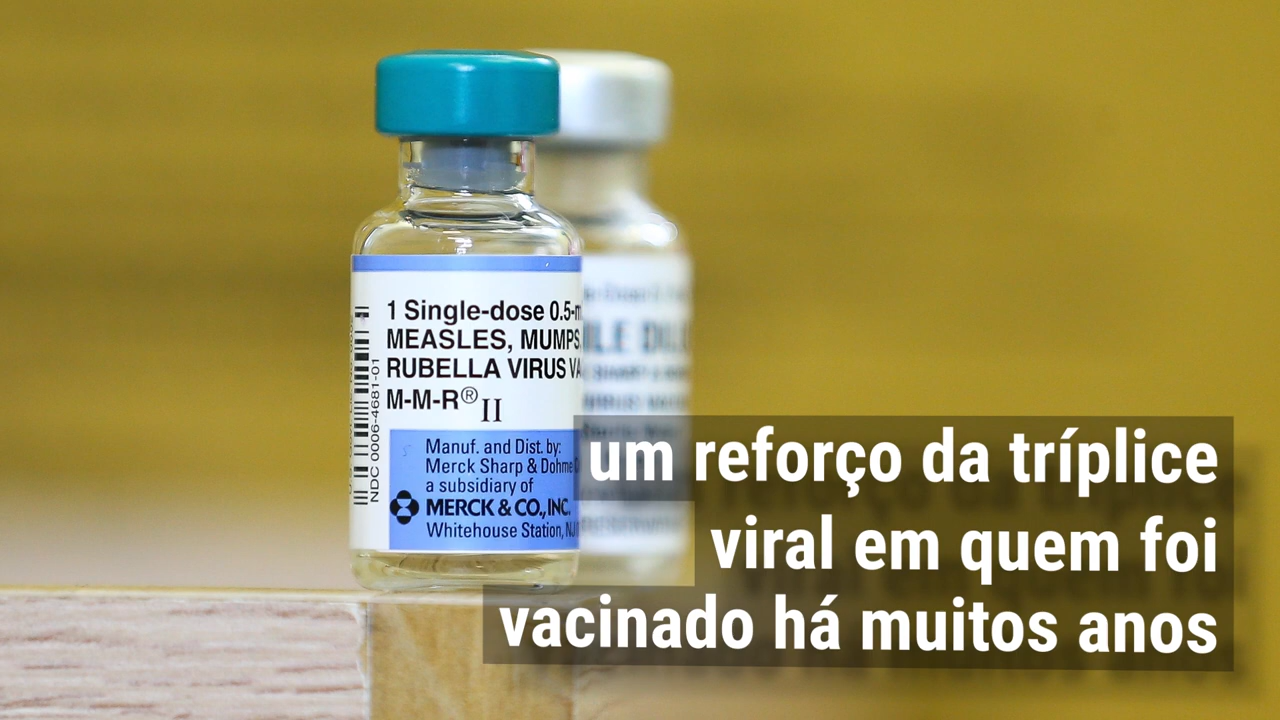 1 Single-dose 0.5-m
MEASLES, MUMPS,
RUBELLA VIRUS VA
M-M-R® II
Manuf. and Dist. by:
Merck Sharp & Dohme
a subsidiary of
MERCK & CO., INC.
Whitehouse Station, NJ
NDC 0006-4681-01
um reforço da tríplice
viral em quem foi
vacinado há muitos anos